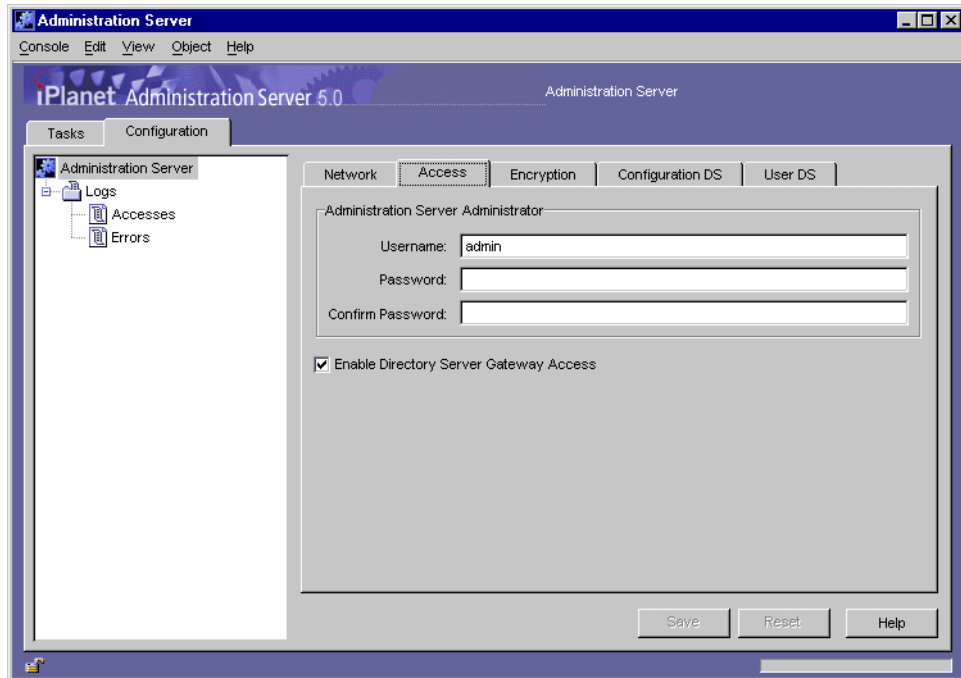 Administration Server
Console Edit View Object Help
iPlanet Administration Server 5.0
Administration Server
Tasks Configuration
Administration Server
Logs
Accesses
Errors
Network Access Encryption Configuration DS User DS
Administration Server Administrator
Username: admin
Password:
Confirm Password:
Enable Directory Server Gateway Access
Save Reset Help